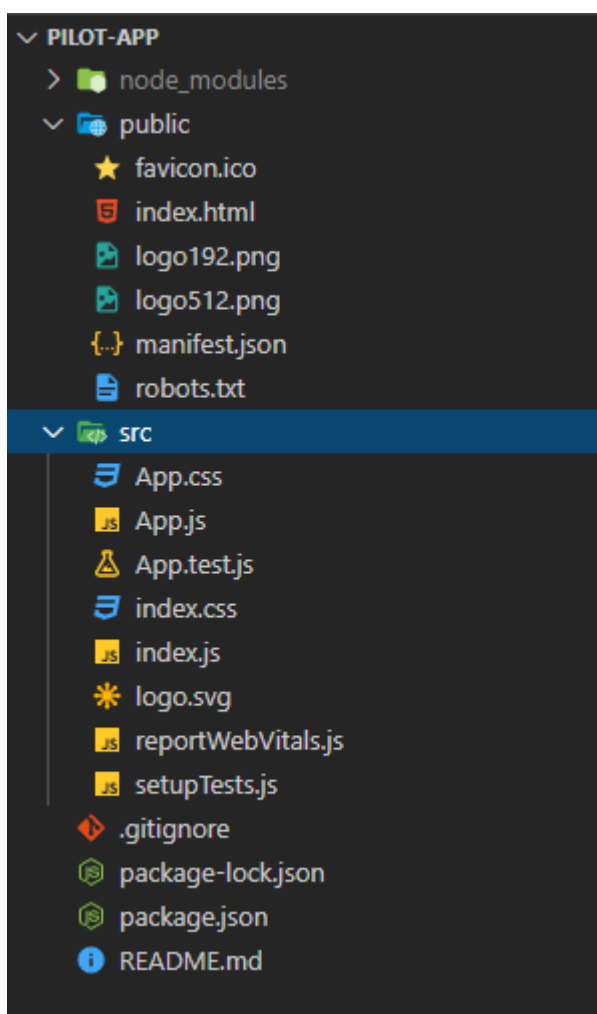 PILOT-APP
node_modules
public
favicon.ico
index.html
logo192.png
logo512.png
manifest.json
robots.txt
src
App.css
App.js
App.test.js
index.css
index.js
logo.svg
reportWebVitals.js
setupTests.js
.gitignore
package-lock.json
package.json
README.md